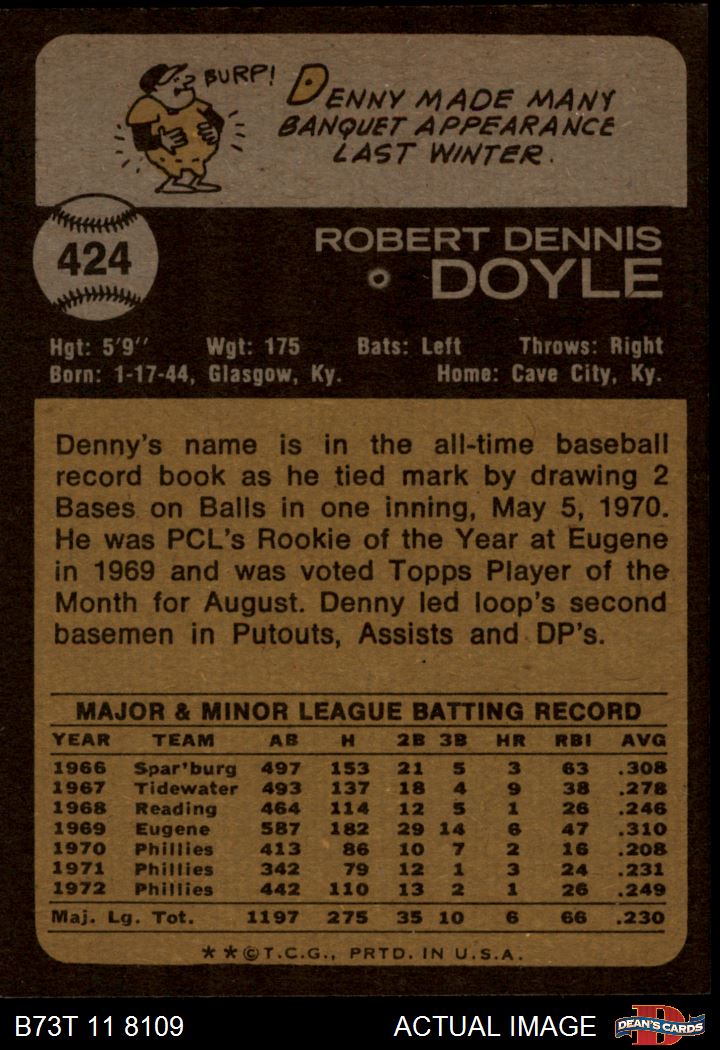 BURP!
DENNY MADE MANY
BANQUET APPEARANCE
LAST WINTER.
424
ROBERT DENNIS
DOYLE
Hgt: 5'9'' Wgt: 175 Bats: Left Throws: Right
Born: 1-17-44, Glasgow, Ky. Home: Cave City, Ky.
Denny's name is in the all-time baseball
record book as he tied mark by drawing 2
Bases on Balls in one inning, May 5, 1970.
He was PCL's Rookie of the Year at Eugene
in 1969 and was voted Topps Player of the
Month for August. Denny led loop's second
basemen in Putouts, Assists and DP's.
MAJOR & MINOR LEAGUE BATTING RECORD
YEAR TEAM AB H 2B 3B HR RBI AVG
1966 Spar'burg 497 153 21 5 3 63 .308
1967 Tidewater 493 137 18 4 9 38 .278
1968 Reading 464 114 12 5 1 26 .246
1969 Eugene 587 182 29 14 6 47 .310
1970 Phillies 413 86 10 7 2 16 .208
1971 Phillies 342 79 12 1 3 24 .231
1972 Phillies 442 110 13 2 1 26 .249
Maj. Lg. Tot. 1197 275 35 10 6 66 .230
**©T.C.G., PRTD. IN U.S.A.
B73T 11 8109 ACTUAL IMAGE DEAN'S CARDS